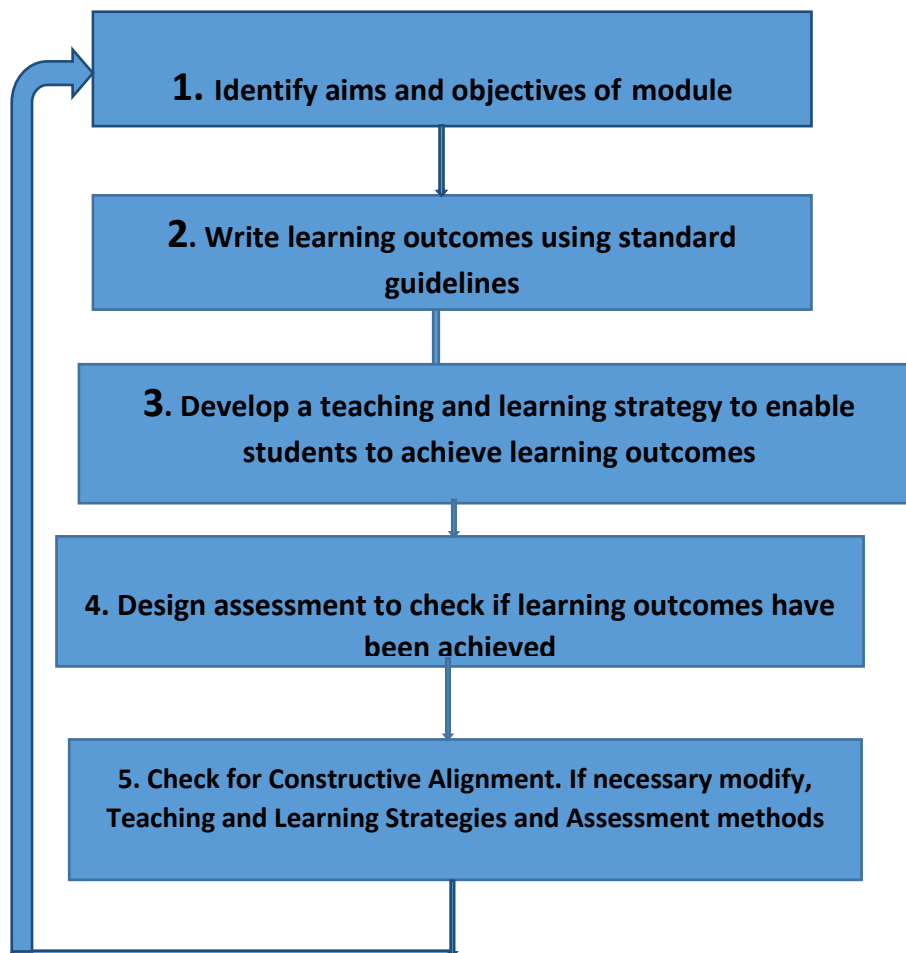 1. Identify aims and objectives of module
2. Write learning outcomes using standard
guidelines
3. Develop a teaching and learning strategy to enable
students to achieve learning outcomes
4. Design assessment to check if learning outcomes have
been achieved
5. Check for Constructive Alignment. If necessary modify,
Teaching and Learning Strategies and Assessment methods